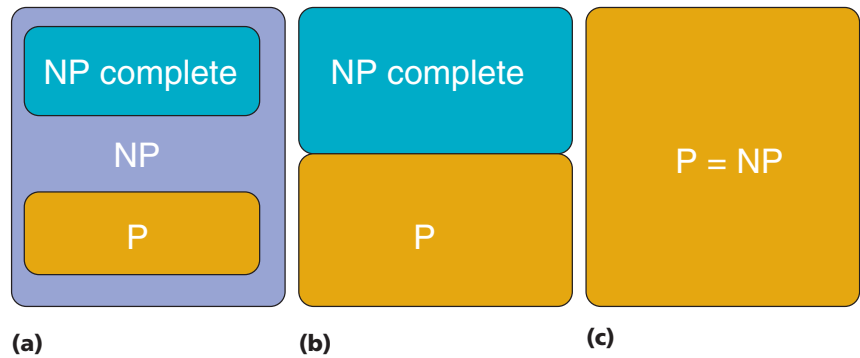 NP complete
NP
P
NP complete
P
P = NP
(a)
(b)
(c)